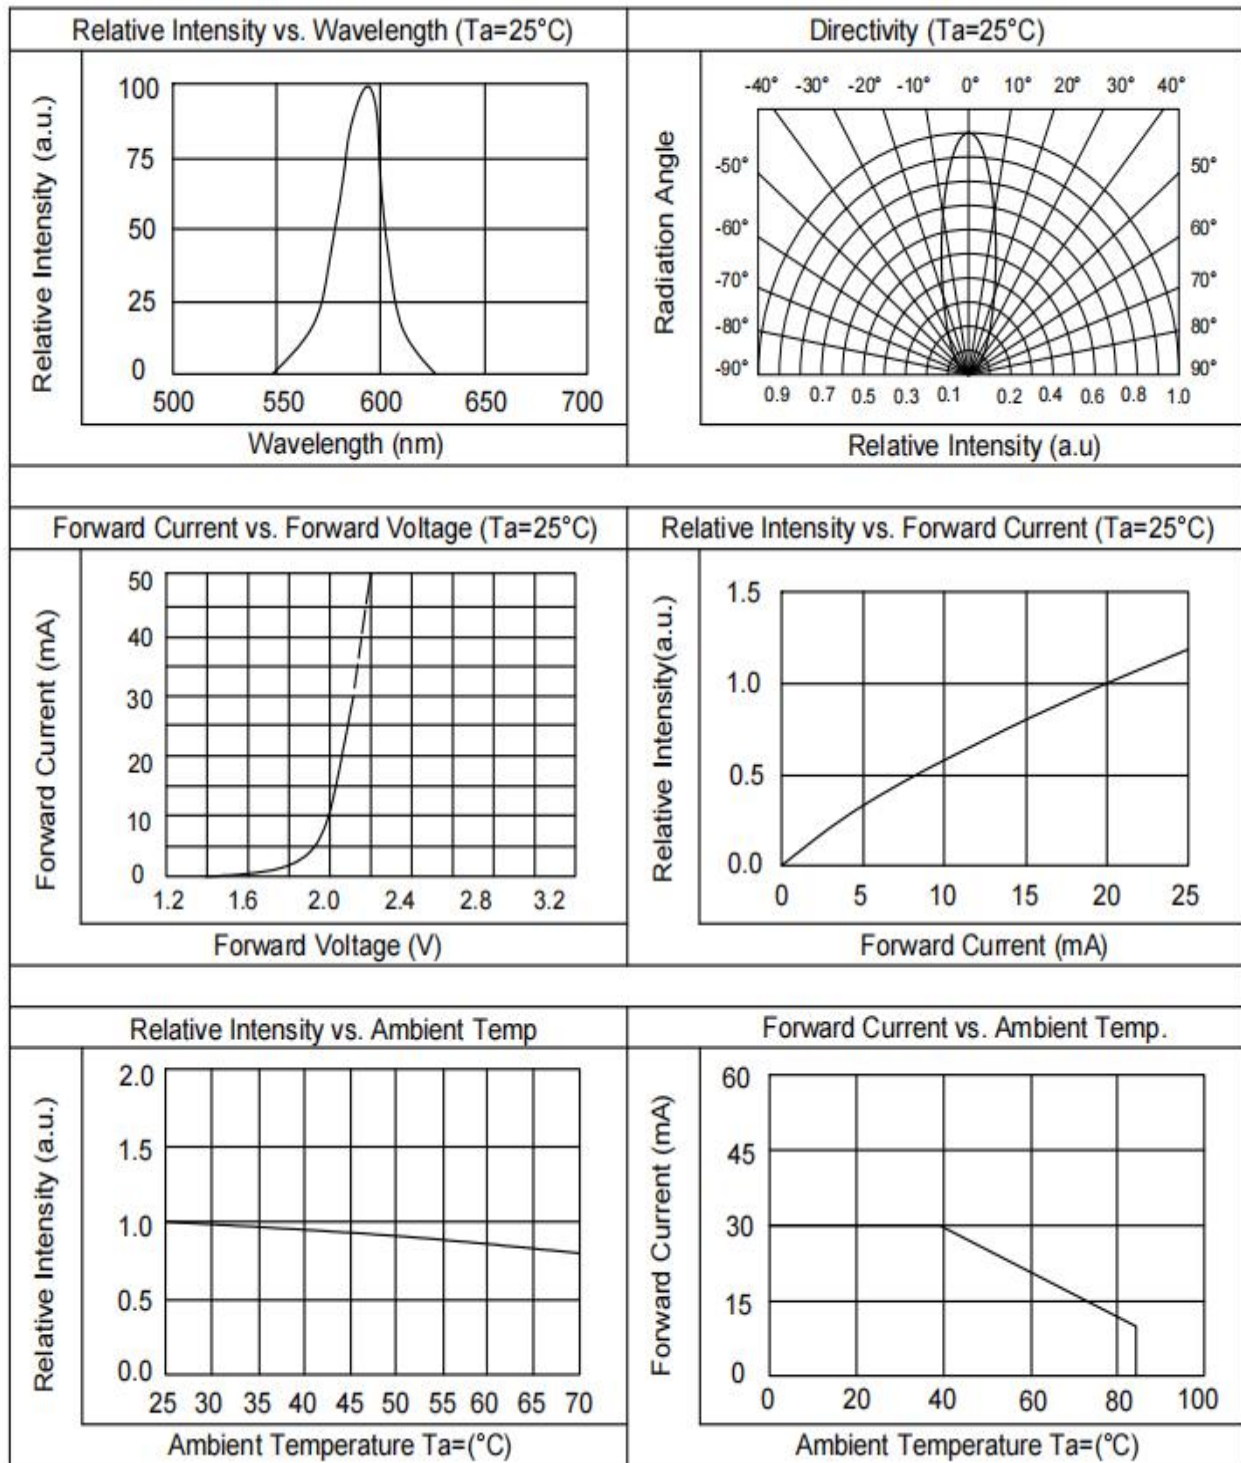 Relative Intensity vs. Wavelength (Ta=25°C)
Relative Intensity (a.u.)
100
75
50
25
0
500 550 600 650 700
Wavelength (nm)
Directivity (Ta=25°C)
Radiation Angle
-40° -30° -20° -10° 0° 10° 20° 30° 40°
-50° 50°
-60° 60°
-70° 70°
-80° 80°
-90° 90°
0.9 0.7 0.5 0.3 0.1 0.2 0.4 0.6 0.8 1.0
Relative Intensity (a.u)
Forward Current vs. Forward Voltage (Ta=25°C)
Forward Current (mA)
50
40
30
20
10
0
1.2 1.6 2.0 2.4 2.8 3.2
Forward Voltage (V)
Relative Intensity vs. Forward Current (Ta=25°C)
Relative Intensity(a.u.)
1.5
1.0
0.5
0.0
0 5 10 15 20 25
Forward Current (mA)
Relative Intensity vs. Ambient Temp
Relative Intensity (a.u.)
2.0
1.5
1.0
0.5
0.0
25 30 35 40 45 50 55 60 65 70
Ambient Temperature Ta=(°C)
Forward Current vs. Ambient Temp.
Forward Current (mA)
60
45
30
15
0
0 20 40 60 80 100
Ambient Temperature Ta=(°C)